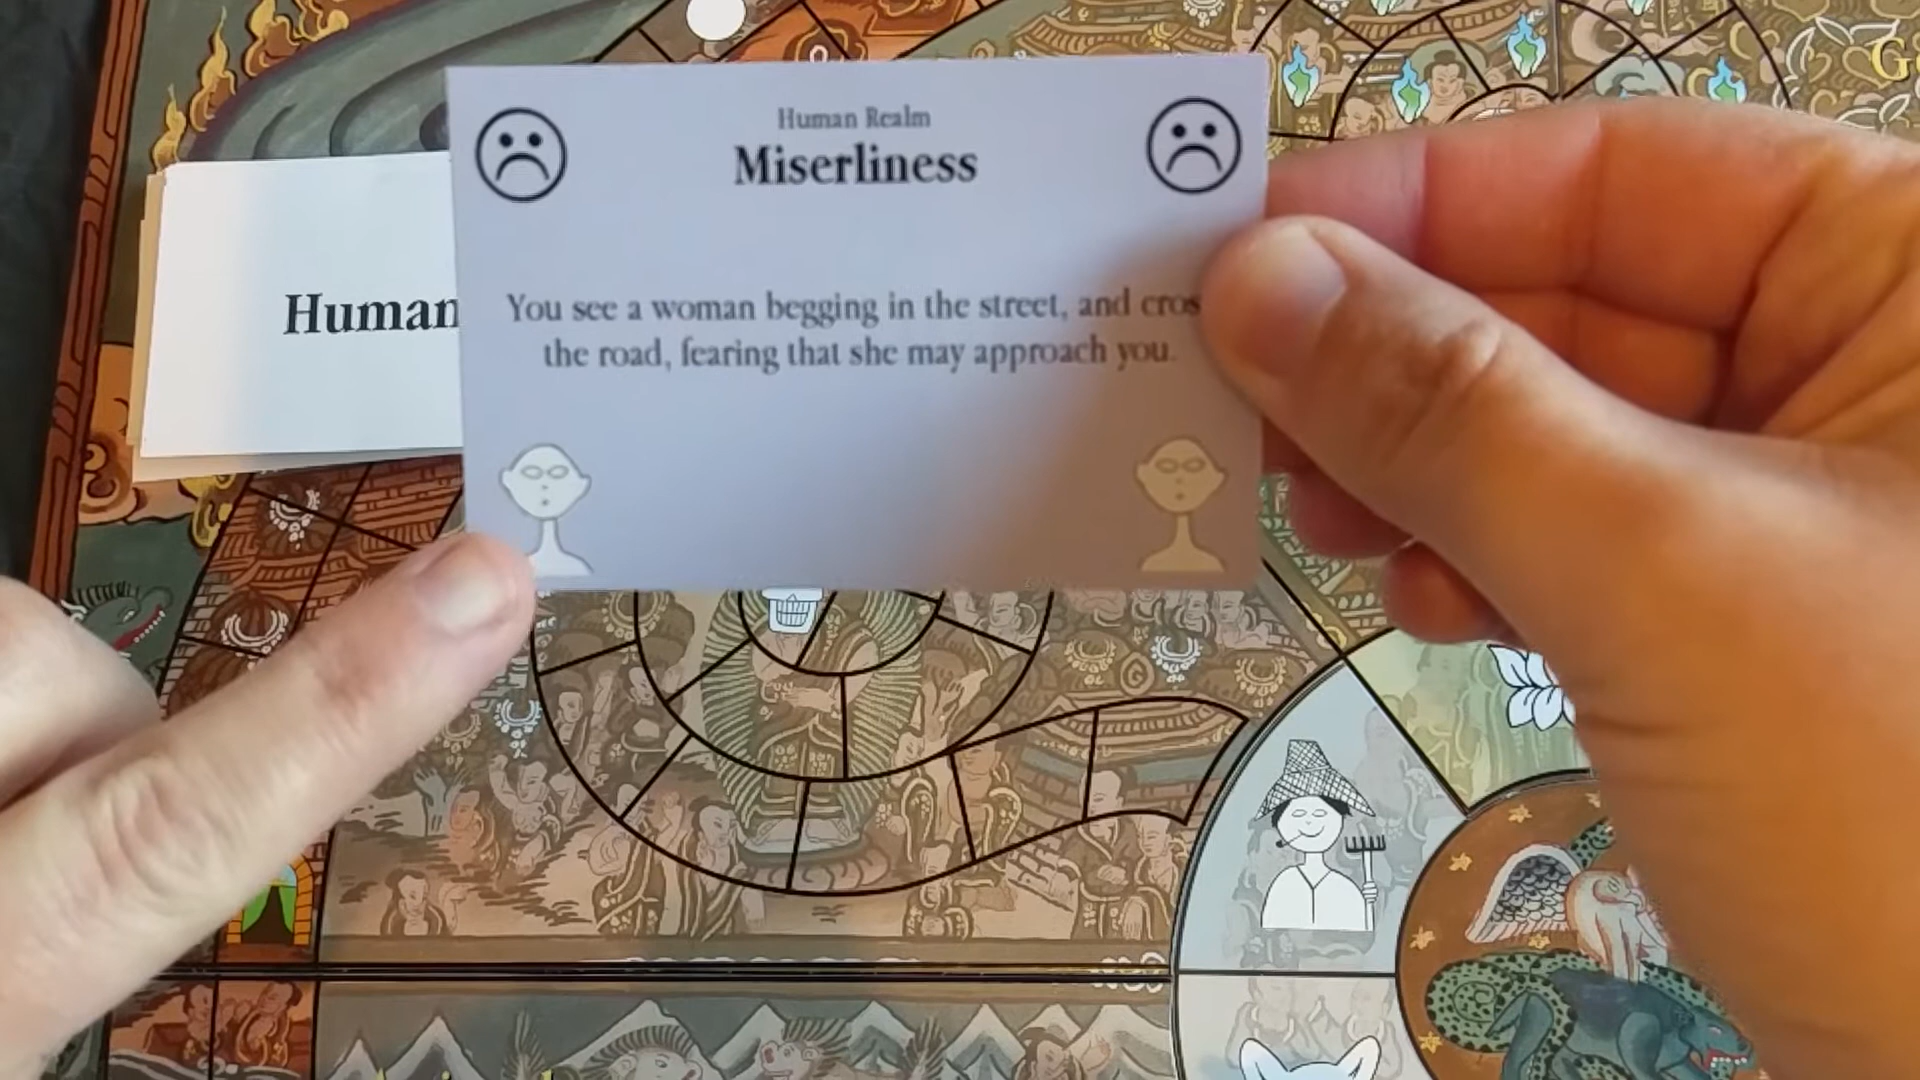 Human Realm
Miserliness
You see a woman begging in the street, and cros
the road, fearing that she may approach you.
Human